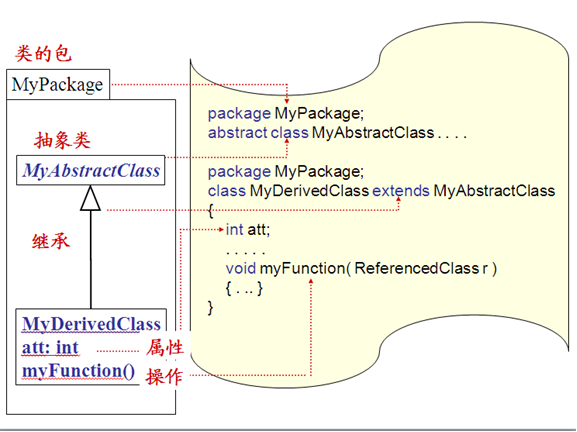 类的包
MyPackage
抽象类
MyAbstractClass
继承
MyDerivedClass
att: int
属性
myFunction()
操作
package MyPackage;
abstract class MyAbstractClass . . . .
package MyPackage;
class MyDerivedClass extends MyAbstractClass
{
int att;
. . . . .
void myFunction( ReferencedClass r )
{ . .. }
}